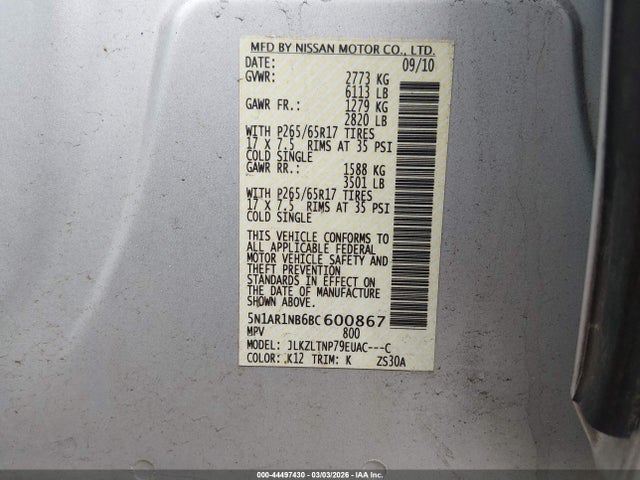 MFD BY NISSAN MOTOR CO., LTD.
DATE: 09/10
GVWR: 2773 KG
6113 LB
GAWR FR.: 1279 KG
2820 LB
WITH P265/65R17 TIRES
17 X 7.5 RIMS AT 35 PSI
COLD SINGLE
GAWR RR.: 1588 KG
3501 LB
WITH P265/65R17 TIRES
17 X 7.5 RIMS AT 35 PSI
COLD SINGLE
THIS VEHICLE CONFORMS TO
ALL APPLICABLE FEDERAL
MOTOR VEHICLE SAFETY AND
THEFT PREVENTION
STANDARDS IN EFFECT ON
THE DATE OF MANUFACTURE
SHOWN ABOVE.
5N1AR1NB6BC600867
MPV 800
MODEL: JLKZLTNP79EUAC---C
COLOR: K12 TRIM: K ZS30A
000-44497430 - 03/03/2026 - IAA Inc.